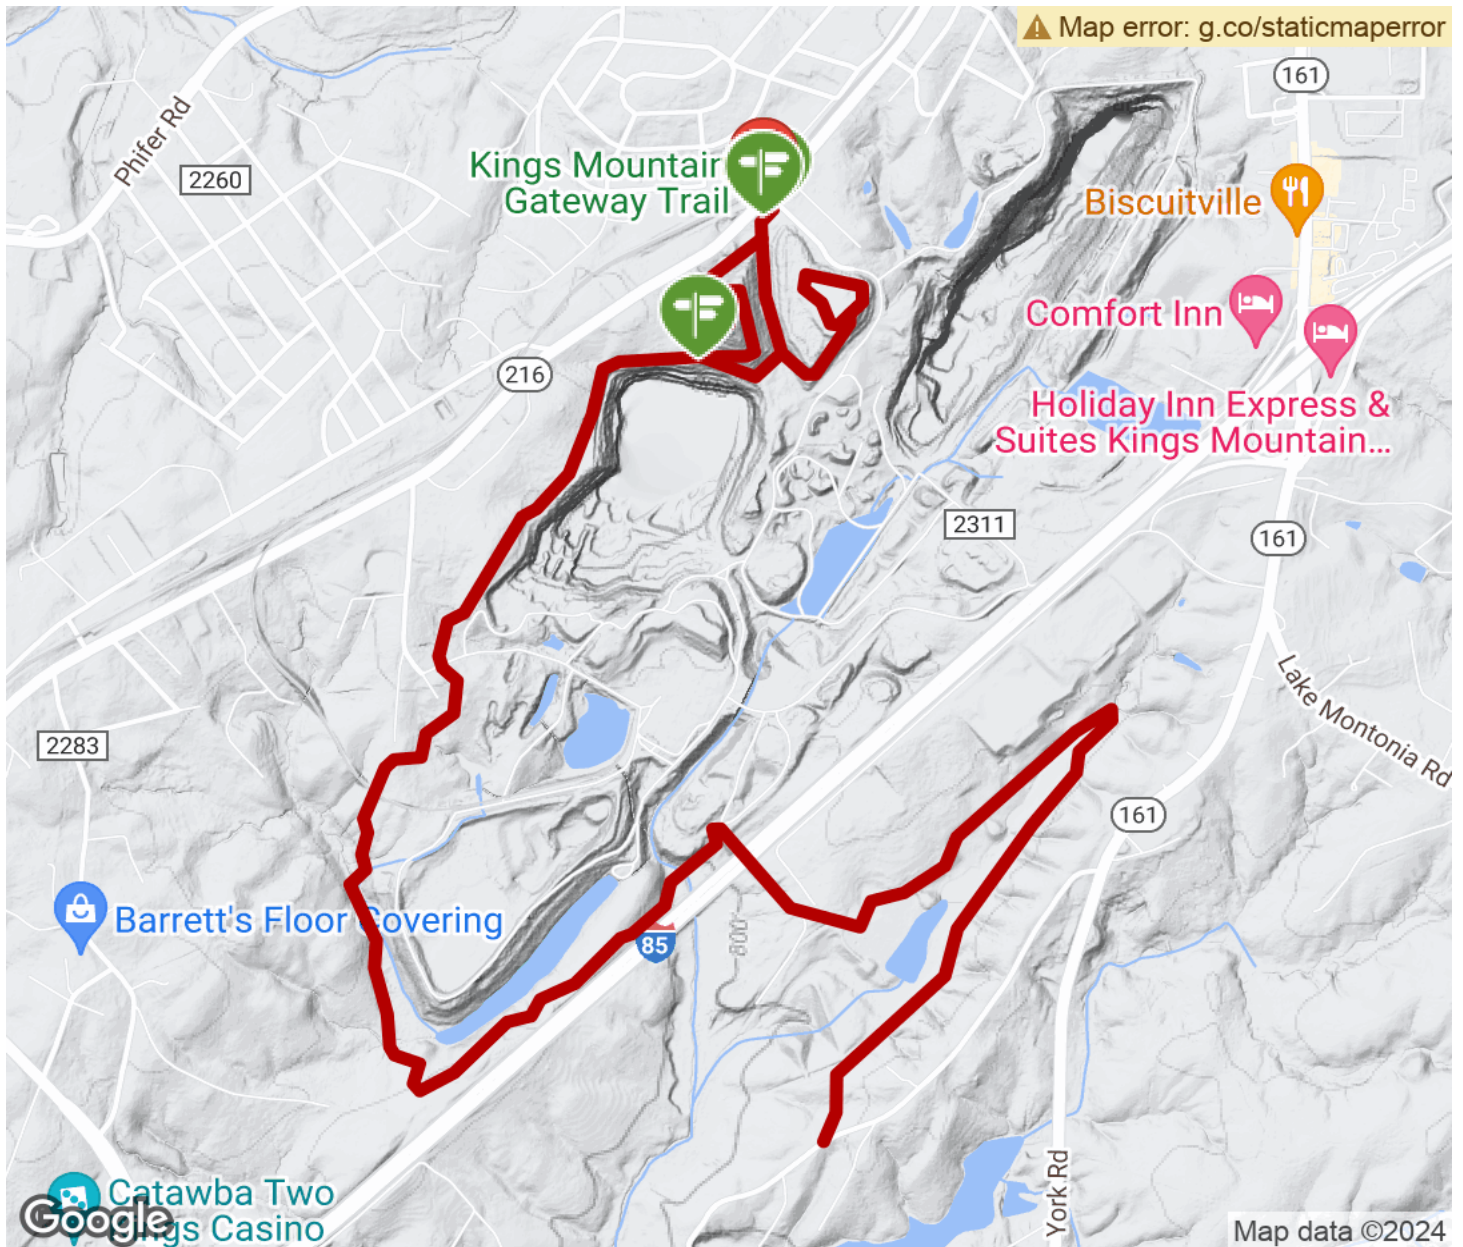 Map error: g.co/staticmaperror
161
Phifer Rd
2260
Kings Mountain
Gateway Trail
Biscuitville
Comfort Inn
216
Holiday Inn Express &
Suites Kings Mountain...
2311
161
Lake Montonia Rd
2283
161
Barrett's Floor Covering
85
York Rd
Catawba Two
Kings Casino
Google
Map data ©2024